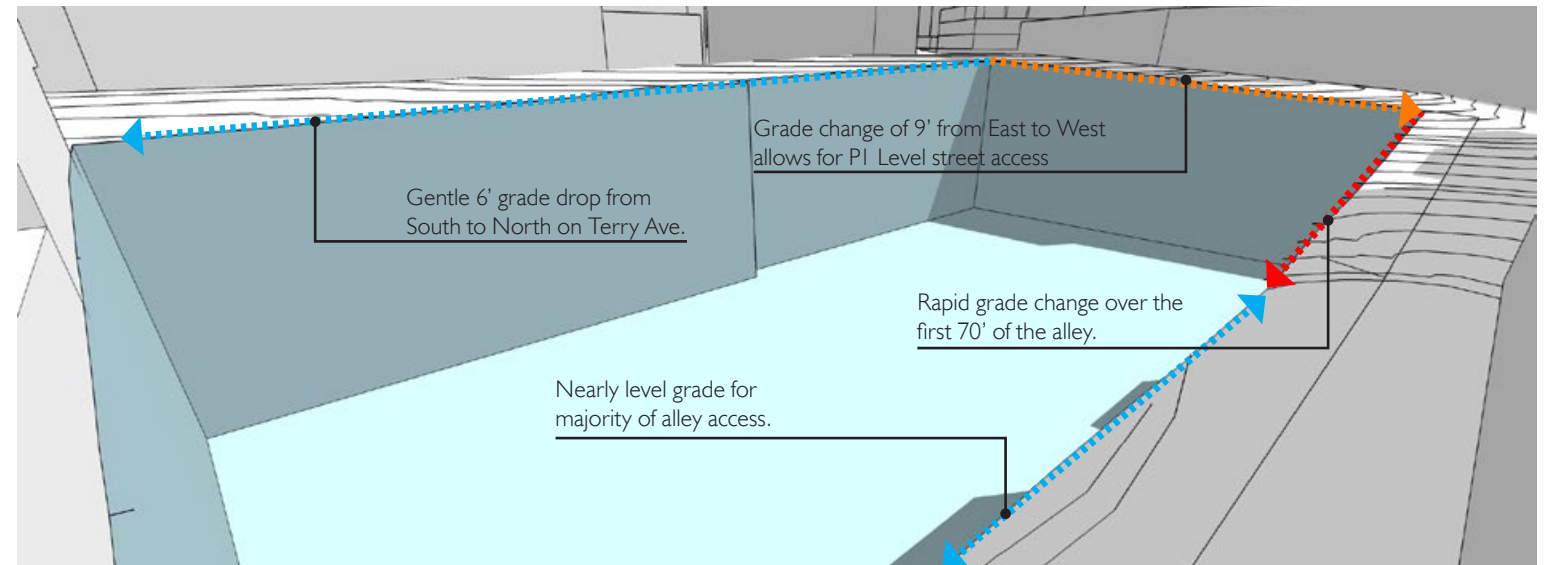 Grade change of 9’ from East to West
allows for P1 Level street access
Gentle 6’ grade drop from
South to North on Terry Ave.
Rapid grade change over the
first 70’ of the alley.
Nearly level grade for
majority of alley access.